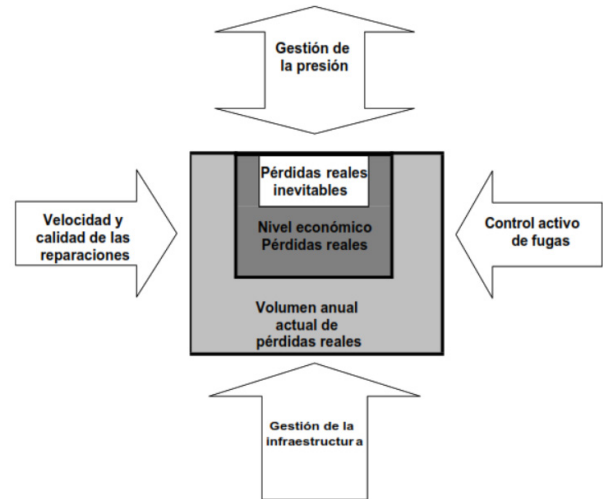 Gestión de
la presión
Pérdidas reales
inevitables
Velocidad y
calidad de las
reparaciones
Nivel económico
Pérdidas reales
Control activo
de fugas
Volumen anual
actual de
pérdidas reales
Gestión de la
infraestructura